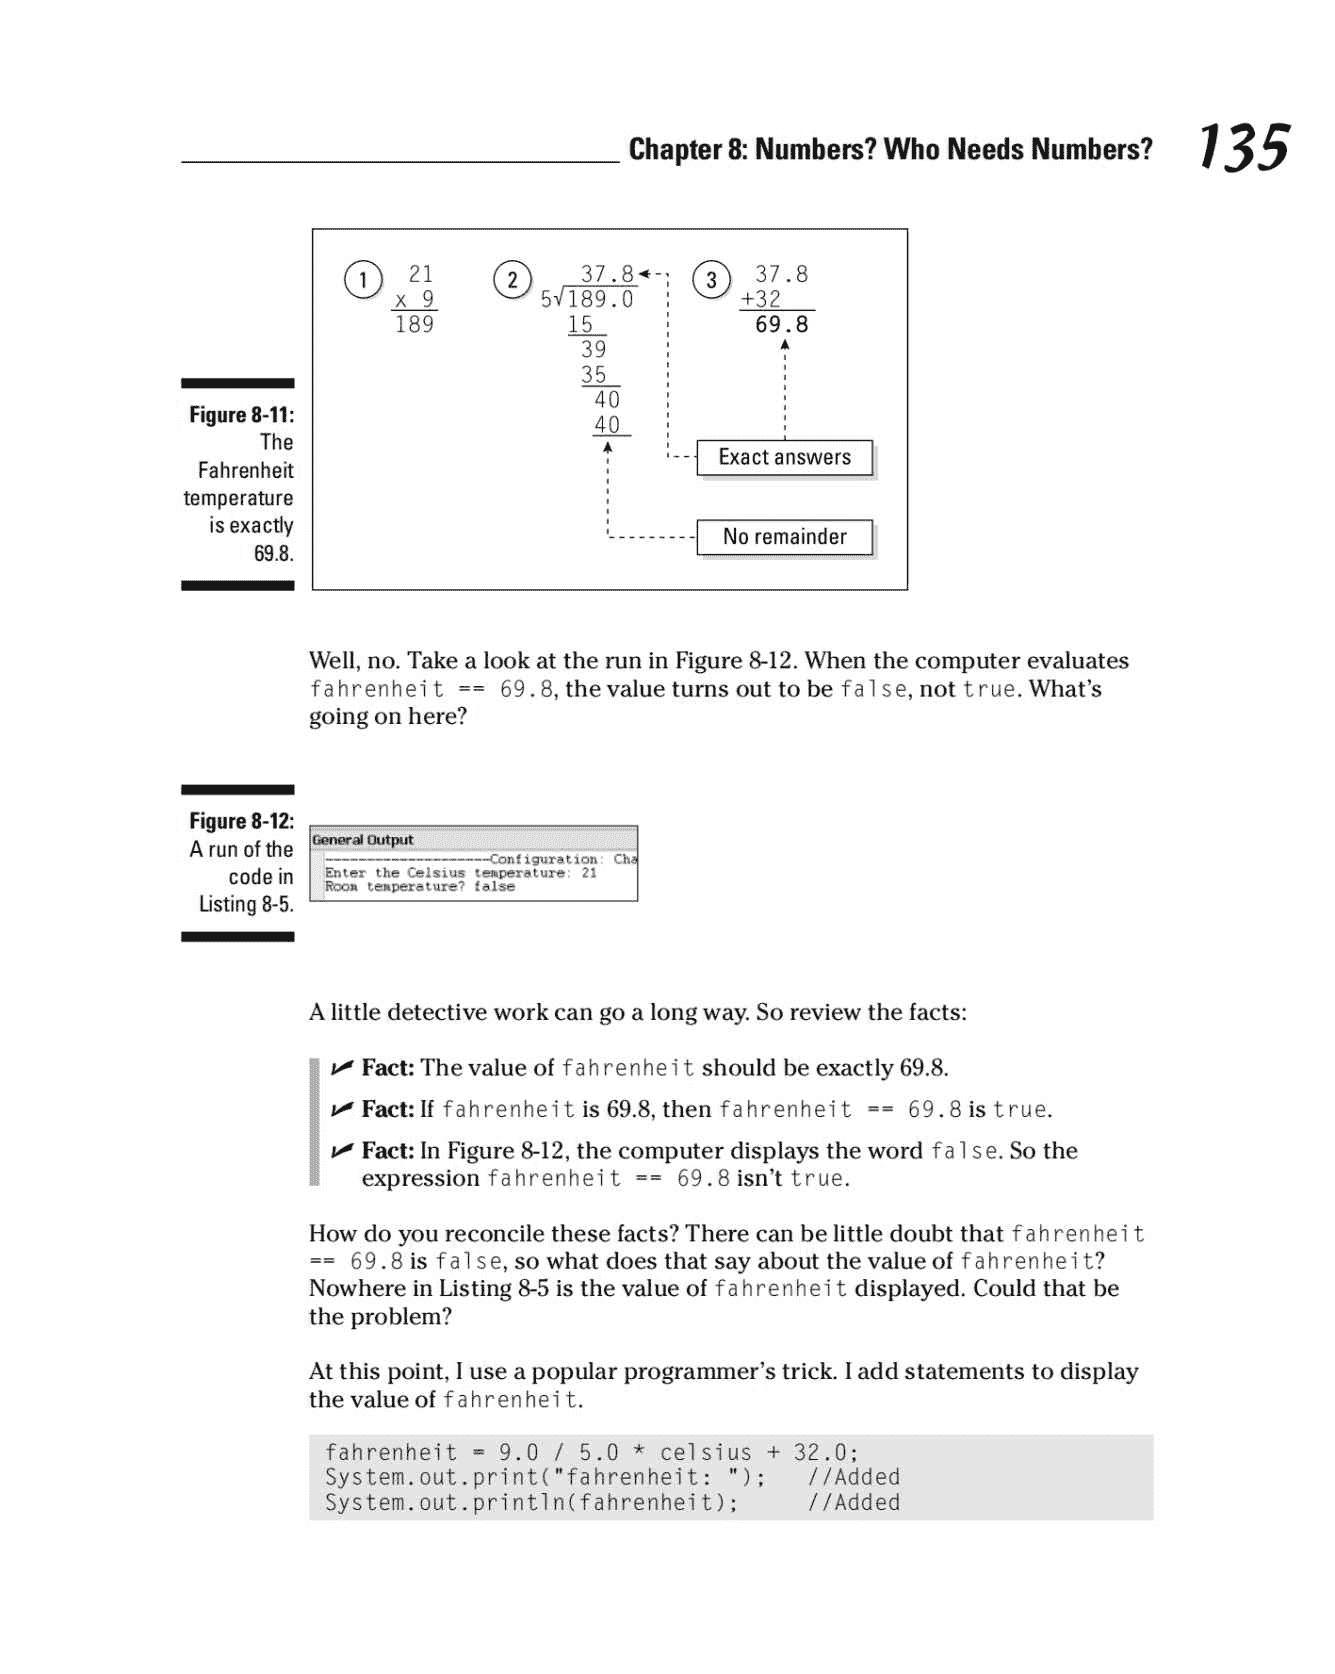 Chapter 8: Numbers? Who Needs Numbers? 135
1
21
x 9
189
2
37.8
5√189.0
15
39
35
40
40
3
37.8
+32
69.8
Exact answers
No remainder
Figure 8-11:
The
Fahrenheit
temperature
is exactly
69.8.
Well, no. Take a look at the run in Figure 8-12. When the computer evaluates
fahrenheit == 69.8, the value turns out to be false, not true. What's
going on here?
Figure 8-12:
A run of the
code in
Listing 8-5.
General Output
--------------------Configuration: Cha
Enter the Celsius temperature: 21
Room temperature? false
A little detective work can go a long way. So review the facts:
✓ Fact: The value of fahrenheit should be exactly 69.8.
✓ Fact: If fahrenheit is 69.8, then fahrenheit == 69.8 is true.
✓ Fact: In Figure 8-12, the computer displays the word false. So the
expression fahrenheit == 69.8 isn't true.
How do you reconcile these facts? There can be little doubt that fahrenheit
== 69.8 is false, so what does that say about the value of fahrenheit?
Nowhere in Listing 8-5 is the value of fahrenheit displayed. Could that be
the problem?
At this point, I use a popular programmer's trick. I add statements to display
the value of fahrenheit.
fahrenheit = 9.0 / 5.0 * celsius + 32.0;
System.out.print("fahrenheit: "); //Added
System.out.println(fahrenheit); //Added